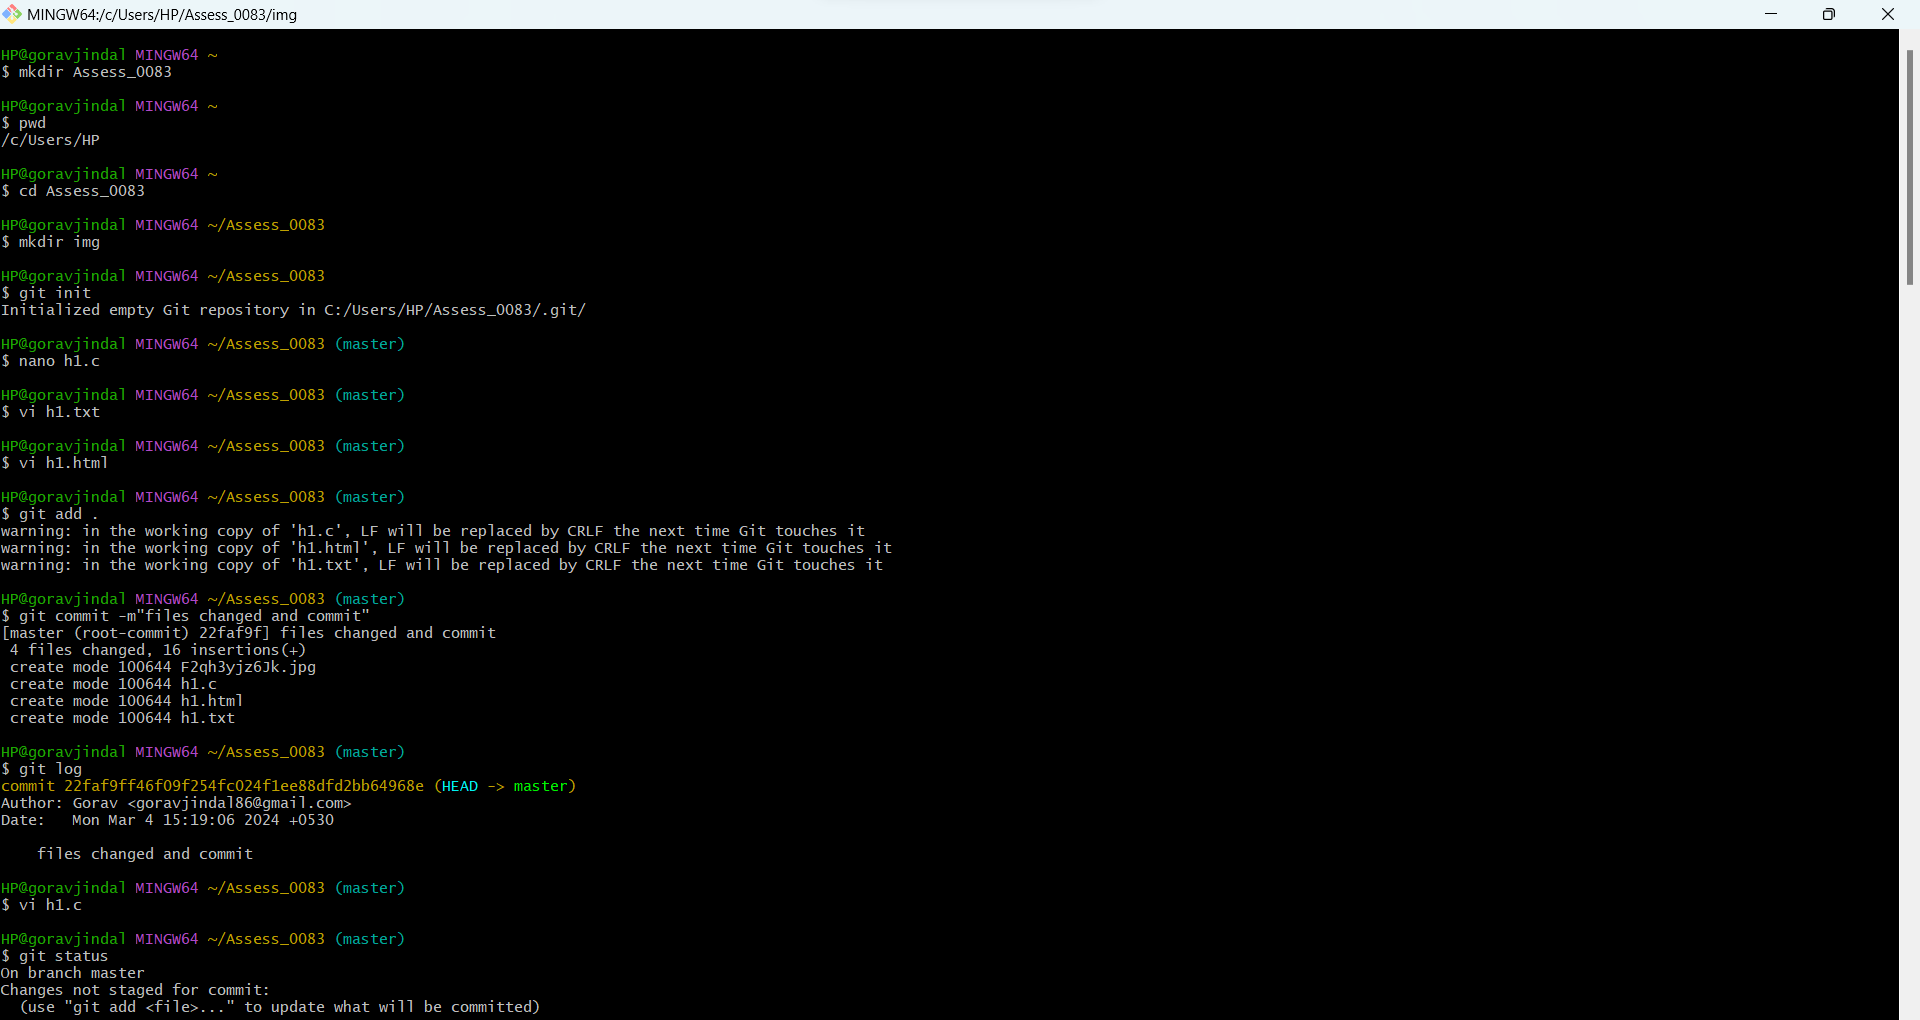 MINGW64:/c/Users/HP/Assess_0083/img
HP@goravjindal MINGW64 ~
$ mkdir Assess_0083
HP@goravjindal MINGW64 ~
$ pwd
/c/Users/HP
HP@goravjindal MINGW64 ~
$ cd Assess_0083
HP@goravjindal MINGW64 ~/Assess_0083
$ mkdir img
HP@goravjindal MINGW64 ~/Assess_0083
$ git init
Initialized empty Git repository in C:/Users/HP/Assess_0083/.git/
HP@goravjindal MINGW64 ~/Assess_0083 (master)
$ nano h1.c
HP@goravjindal MINGW64 ~/Assess_0083 (master)
$ vi h1.txt
HP@goravjindal MINGW64 ~/Assess_0083 (master)
$ vi h1.html
HP@goravjindal MINGW64 ~/Assess_0083 (master)
$ git add .
warning: in the working copy of 'h1.c', LF will be replaced by CRLF the next time Git touches it
warning: in the working copy of 'h1.html', LF will be replaced by CRLF the next time Git touches it
warning: in the working copy of 'h1.txt', LF will be replaced by CRLF the next time Git touches it
HP@goravjindal MINGW64 ~/Assess_0083 (master)
$ git commit -m"files changed and commit"
[master (root-commit) 22faf9f] files changed and commit
 4 files changed, 16 insertions(+)
 create mode 100644 F2qh3yjz6Jk.jpg
 create mode 100644 h1.c
 create mode 100644 h1.html
 create mode 100644 h1.txt
HP@goravjindal MINGW64 ~/Assess_0083 (master)
$ git log
commit 22faf9ff46f09f254fc024f1ee88dfd2bb64968e (HEAD -> master)
Author: Gorav <goravjindal86@gmail.com>
Date:   Mon Mar 4 15:19:06 2024 +0530
    files changed and commit
HP@goravjindal MINGW64 ~/Assess_0083 (master)
$ vi h1.c
HP@goravjindal MINGW64 ~/Assess_0083 (master)
$ git status
On branch master
Changes not staged for commit:
  (use "git add <file>..." to update what will be committed)